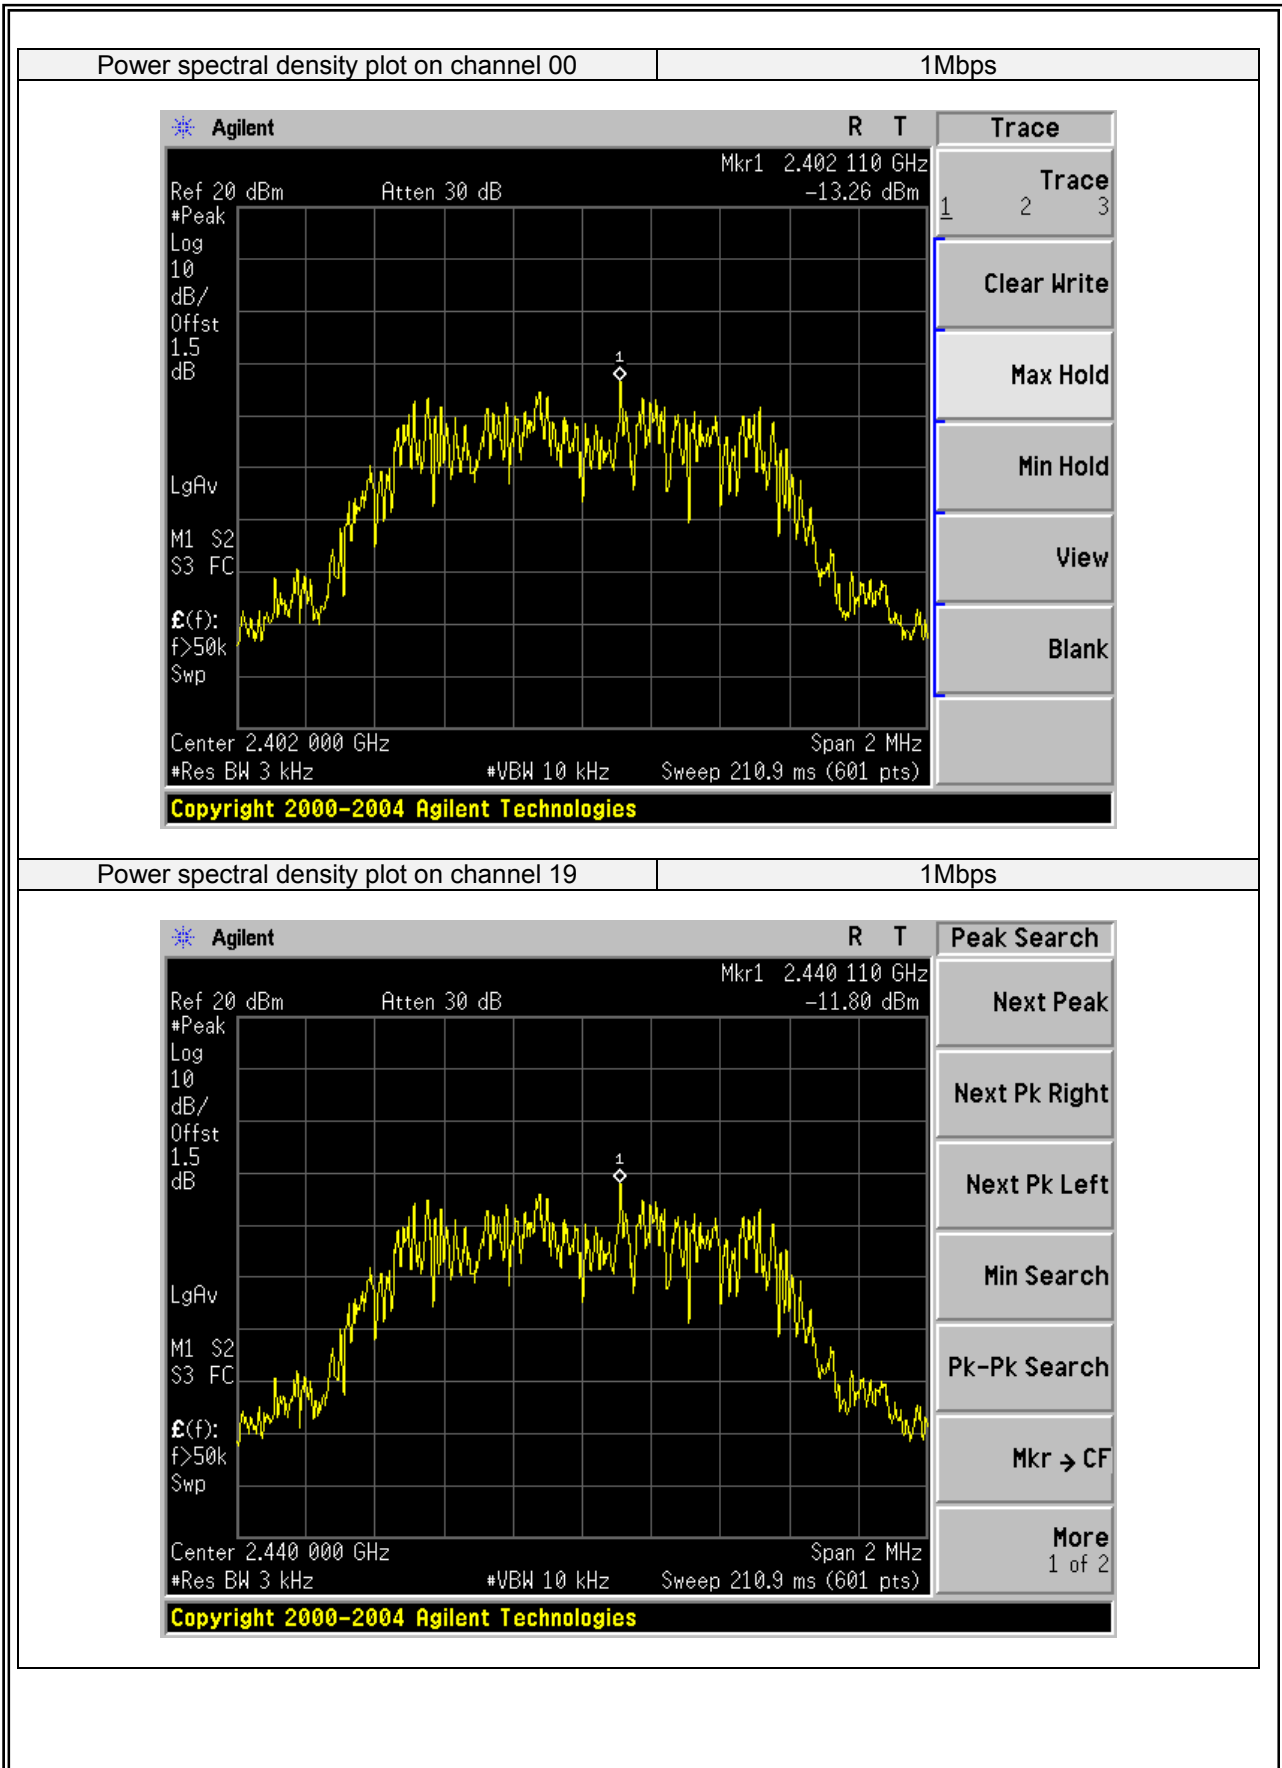 Power spectral density plot on channel 00 1Mbps
Agilent R T Trace
Mkr1 2.402 110 GHz
Ref 20 dBm Atten 30 dB -13.26 dBm
#Peak
Log
10
dB/
Offst
1.5
dB
LgAv
M1 S2
S3 FC
£(f):
f>50k
Swp
Center 2.402 000 GHz Span 2 MHz
#Res BW 3 kHz #VBW 10 kHz Sweep 210.9 ms (601 pts)
Copyright 2000-2004 Agilent Technologies
1
Trace
1 2 3
Clear Write
Max Hold
Min Hold
View
Blank
Power spectral density plot on channel 19 1Mbps
Agilent R T Peak Search
Mkr1 2.440 110 GHz
Ref 20 dBm Atten 30 dB -11.80 dBm
#Peak
Log
10
dB/
Offst
1.5
dB
LgAv
M1 S2
S3 FC
£(f):
f>50k
Swp
Center 2.440 000 GHz Span 2 MHz
#Res BW 3 kHz #VBW 10 kHz Sweep 210.9 ms (601 pts)
Copyright 2000-2004 Agilent Technologies
1
Next Peak
Next Pk Right
Next Pk Left
Min Search
Pk-Pk Search
Mkr → CF
More
1 of 2